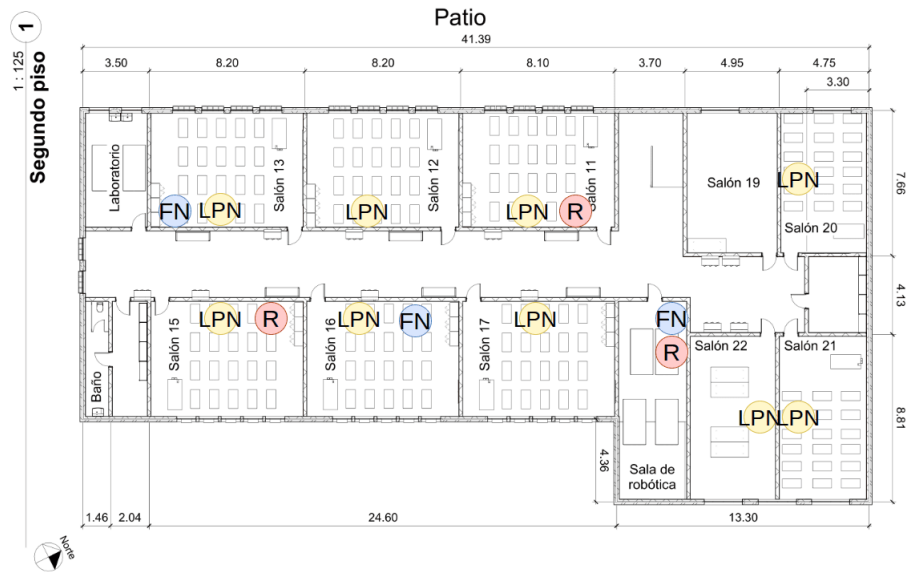 Patio
41.39
3.50
8.20
8.20
8.10
3.70
4.95
4.75
3.30
1
1 : 125
Segundo piso
Laboratorio
Salón 13
Salón 12
Salón 11
Salón 19
Salón 20
FN
LPN
LPN
LPN
R
LPN
7.66
4.13
8.81
Baño
Salón 15
LPN
R
Salón 16
LPN
FN
Salón 17
LPN
FN
R
Sala de
robótica
Salón 22
LPN
Salón 21
LPN
4.36
1.46
2.04
24.60
13.30
Norte